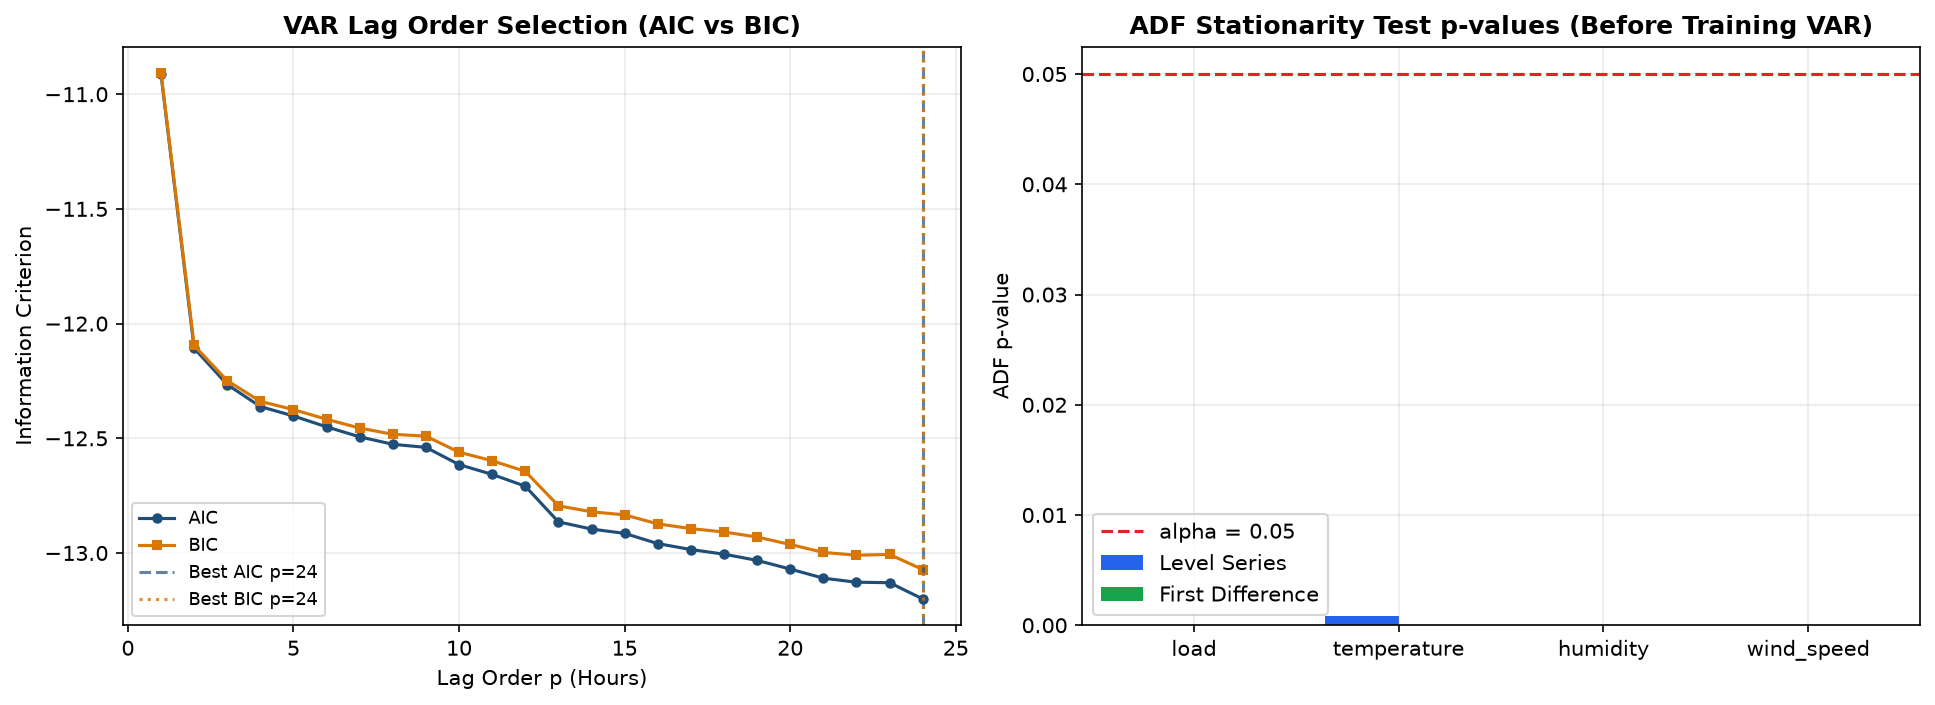 VAR Lag Order Selection (AIC vs BIC)
Information Criterion
−11.0
−11.5
−12.0
−12.5
−13.0
AIC
BIC
Best AIC p=24
Best BIC p=24
0 5 10 15 20 25
Lag Order p (Hours)
ADF Stationarity Test p-values (Before Training VAR)
ADF p-value
0.05
0.04
0.03
0.02
0.01
0.00
alpha = 0.05
Level Series
First Difference
load temperature humidity wind_speed